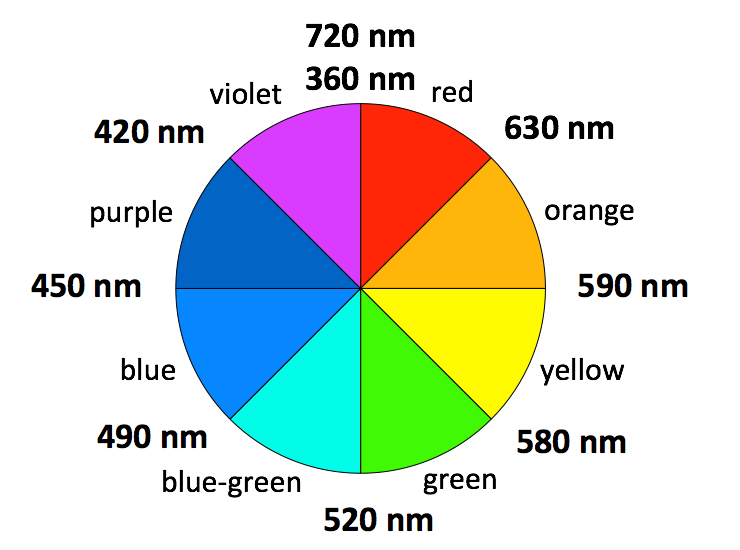 720 nm
360 nm
violet
red
420 nm
630 nm
purple
orange
450 nm
590 nm
blue
yellow
490 nm
580 nm
blue-green
green
520 nm